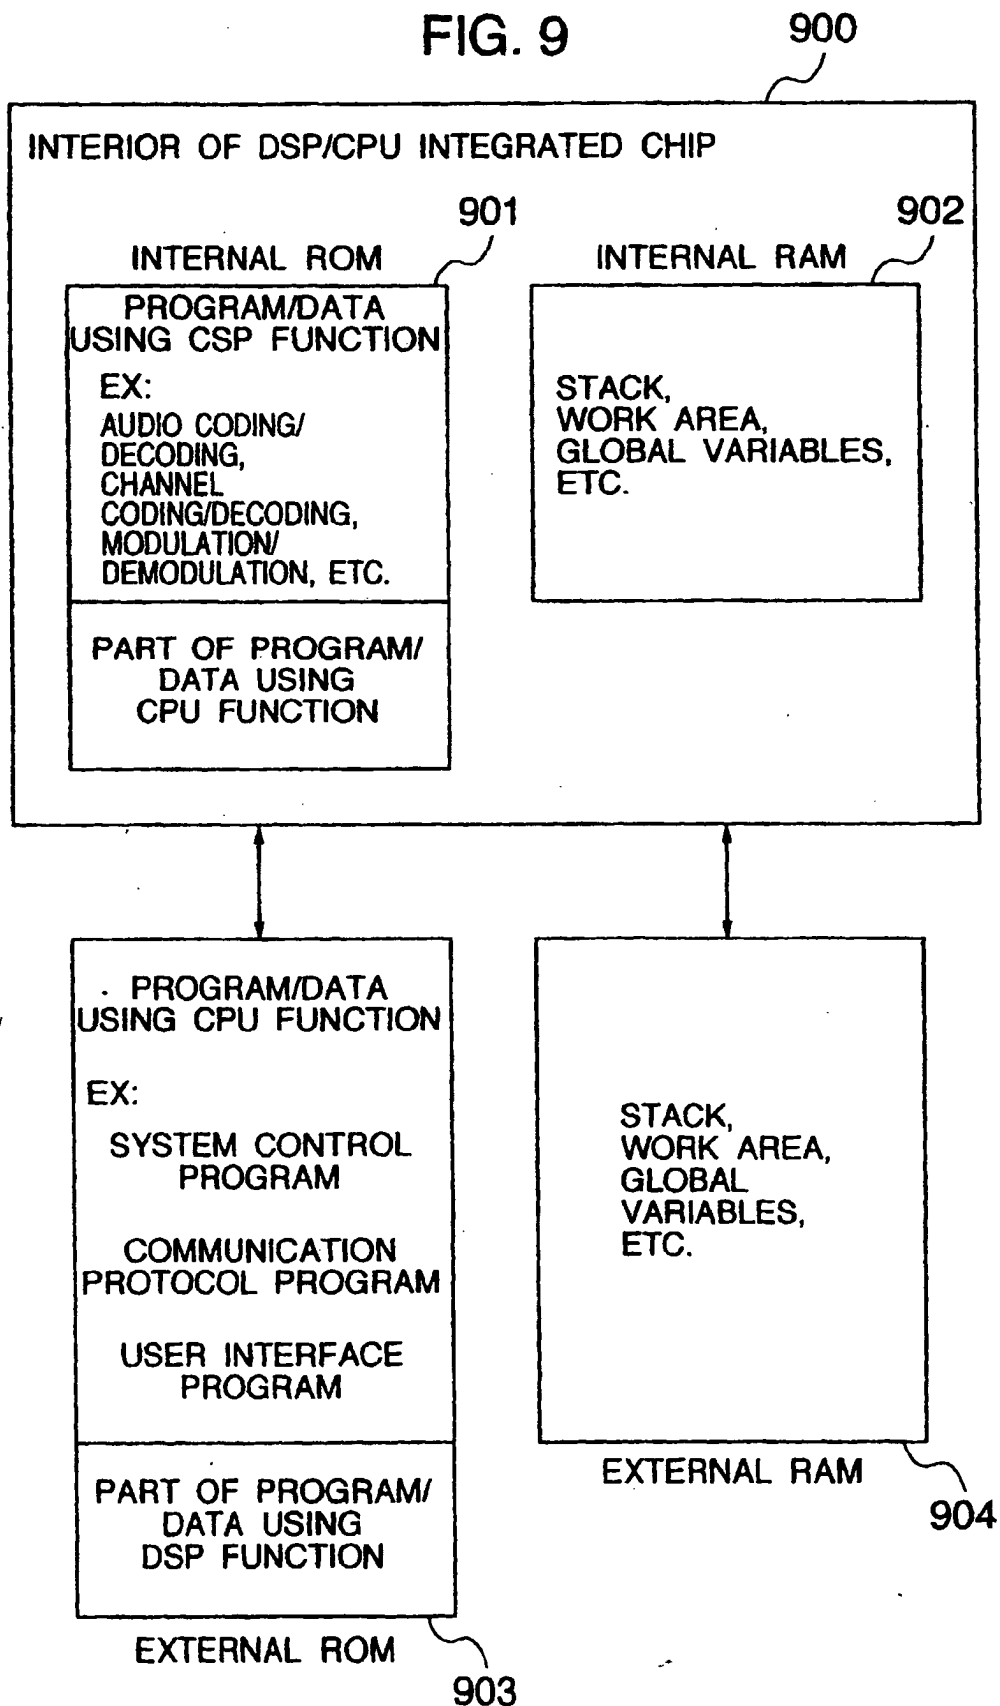 FIG. 9
900
INTERIOR OF DSP/CPU INTEGRATED CHIP
901
INTERNAL ROM
PROGRAM/DATA
USING CSP FUNCTION
EX:
AUDIO CODING/
DECODING,
CHANNEL
CODING/DECODING,
MODULATION/
DEMODULATION, ETC.
PART OF PROGRAM/
DATA USING
CPU FUNCTION
902
INTERNAL RAM
STACK,
WORK AREA,
GLOBAL VARIABLES,
ETC.
PROGRAM/DATA
USING CPU FUNCTION
EX:
SYSTEM CONTROL
PROGRAM
COMMUNICATION
PROTOCOL PROGRAM
USER INTERFACE
PROGRAM
PART OF PROGRAM/
DATA USING
DSP FUNCTION
EXTERNAL ROM
903
STACK,
WORK AREA,
GLOBAL
VARIABLES,
ETC.
EXTERNAL RAM
904